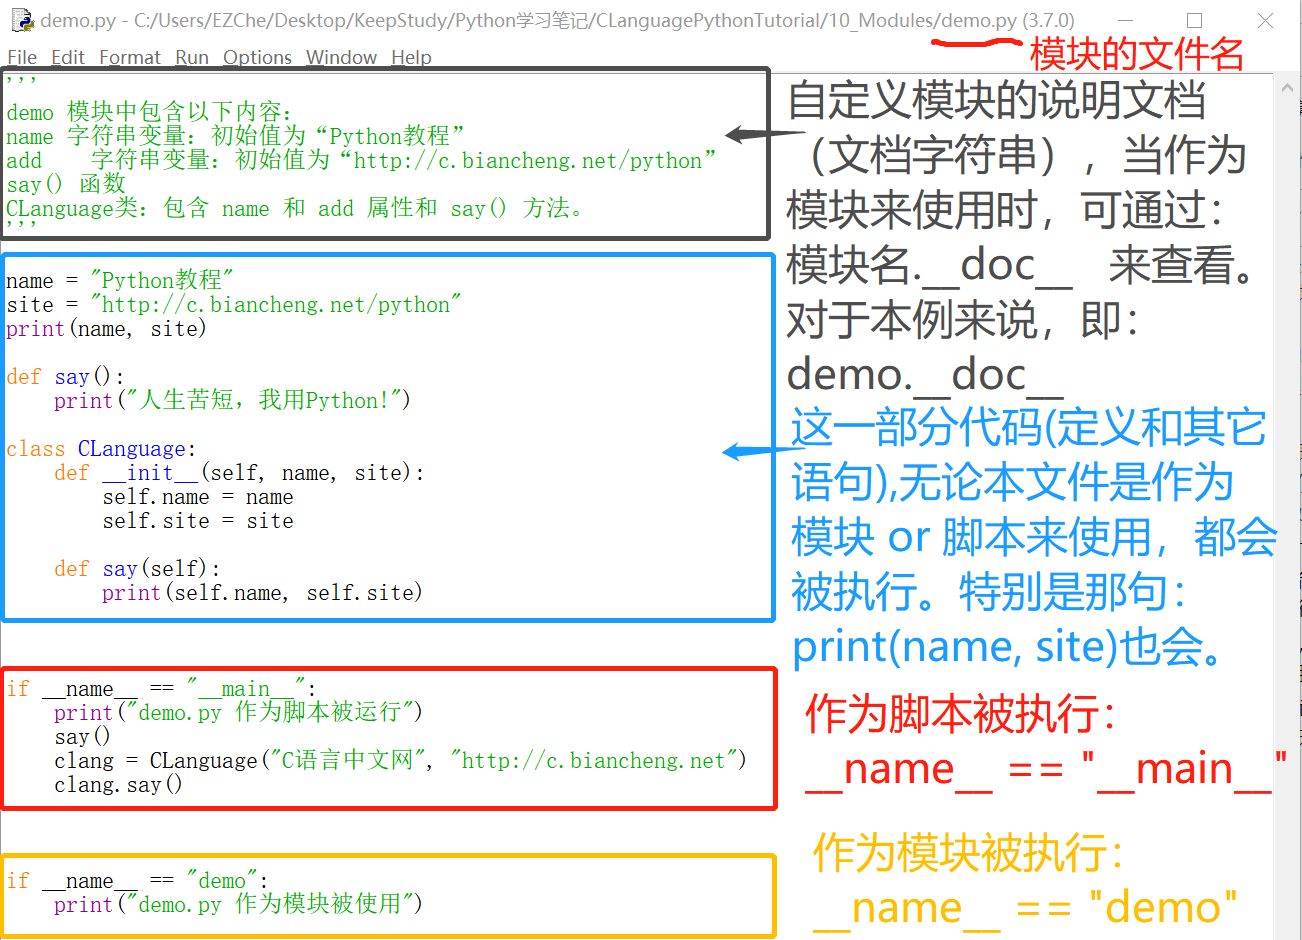 demo.py - C:/Users/EZChe/Desktop/KeepStudy/Python学习笔记/CLanguagePythonTutorial/10_Modules/demo.py (3.7.0)
模块的文件名
File Edit Format Run Options Window Help
'''
demo 模块中包含以下内容：
name 字符串变量：初始值为“Python教程”
add    字符串变量：初始值为“http://c.biancheng.net/python”
say() 函数
CLanguage类：包含 name 和 add 属性和 say() 方法。
'''
自定义模块的说明文档
（文档字符串），当作为
模块来使用时，可通过：
模块名.__doc__ 来查看。
对于本例来说，即：
demo.__doc__
name = "Python教程"
site = "http://c.biancheng.net/python"
print(name, site)
def say():
    print("人生苦短，我用Python!")
class CLanguage:
    def __init__(self, name, site):
        self.name = name
        self.site = site
    def say(self):
        print(self.name, self.site)
这一部分代码(定义和其它
语句),无论本文件是作为
模块 or 脚本来使用，都会
被执行。特别是那句：
print(name, site)也会。
if __name__ == "__main__":
    print("demo.py 作为脚本被运行")
    say()
    clang = CLanguage("C语言中文网", "http://c.biancheng.net")
    clang.say()
作为脚本被执行：
__name__ == "__main__"
if __name__ == "demo":
    print("demo.py 作为模块被使用")
作为模块被执行：
__name__ == "demo"